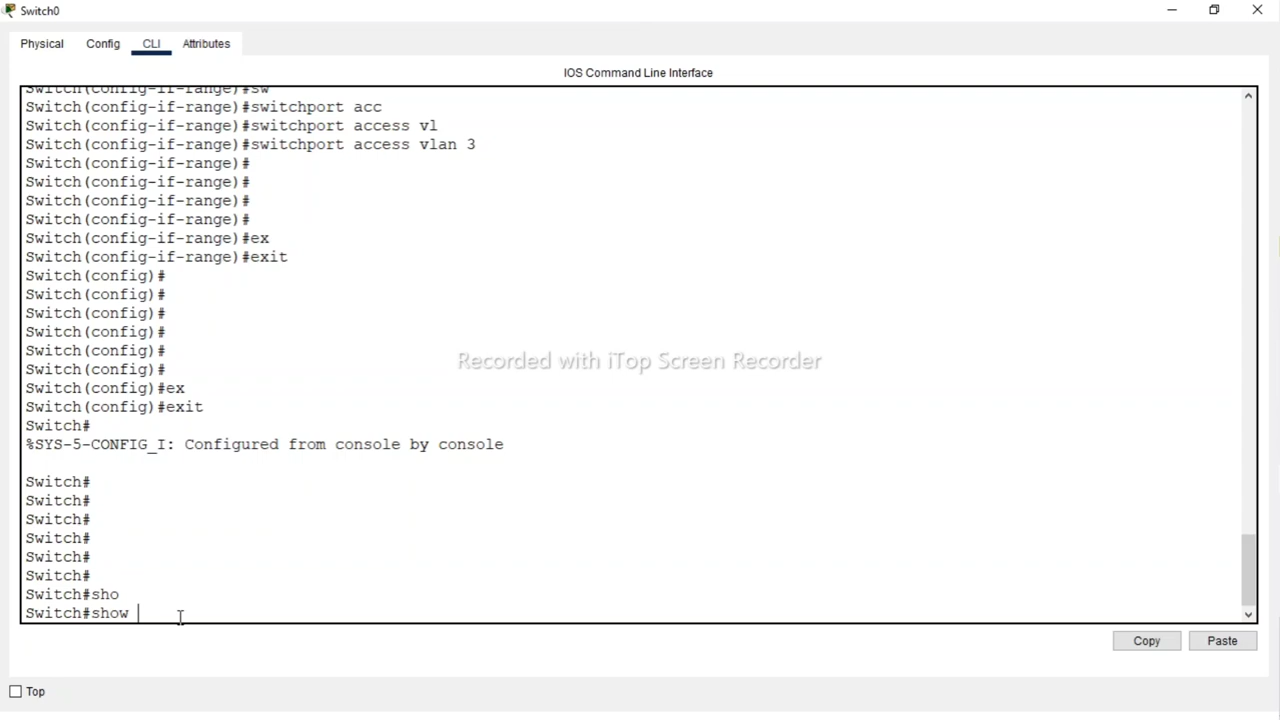 Switch0
Physical Config CLI Attributes
IOS Command Line Interface
Switch(config-if-range)#sw
Switch(config-if-range)#switchport acc
Switch(config-if-range)#switchport access vl
Switch(config-if-range)#switchport access vlan 3
Switch(config-if-range)#
Switch(config-if-range)#
Switch(config-if-range)#
Switch(config-if-range)#
Switch(config-if-range)#ex
Switch(config-if-range)#exit
Switch(config)#
Switch(config)#
Switch(config)#
Switch(config)#
Switch(config)#
Switch(config)#
Recorded with iTop Screen Recorder
Switch(config)#ex
Switch(config)#exit
Switch#
%SYS-5-CONFIG_I: Configured from console by console
Switch#
Switch#
Switch#
Switch#
Switch#
Switch#
Switch#sho
Switch#show
Copy Paste
Top